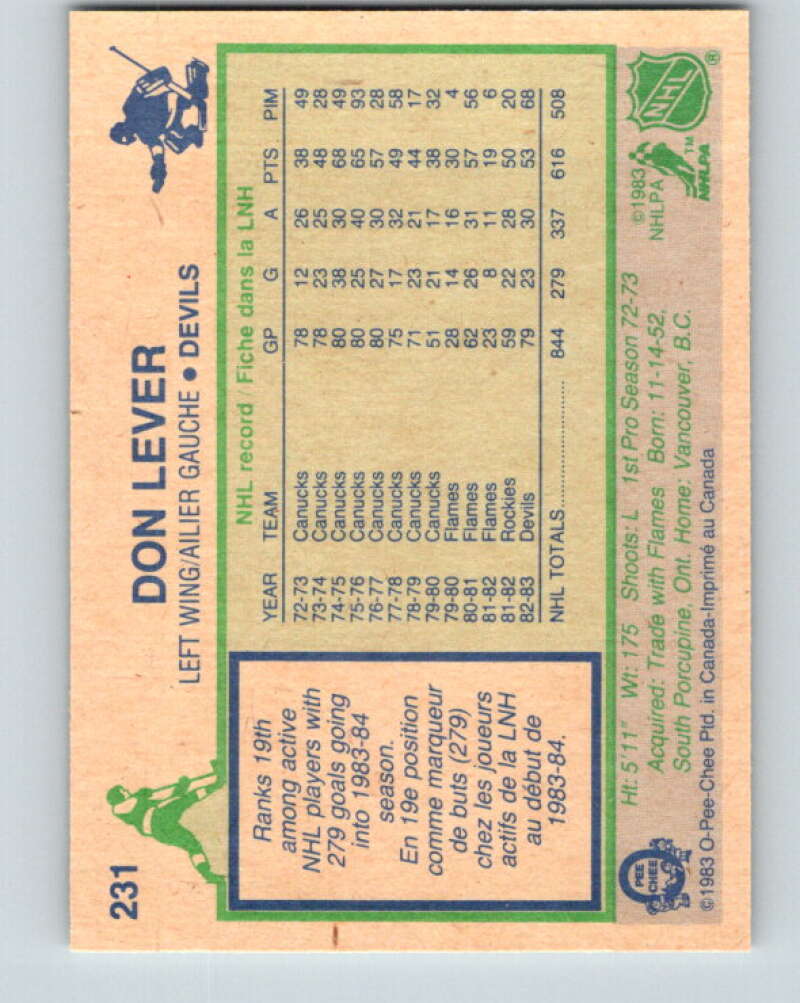 231
DON LEVER
LEFT WING/AILIER GAUCHE • DEVILS
Ranks 19th
among active
NHL players with
279 goals going
into 1983-84
season.
En 19e position
comme marqueur
de buts (279)
chez les joueurs
actifs de la LNH
au début de
1983-84.
NHL record / Fiche dans la LNH
YEAR TEAM GP G A PTS PIM
72-73 Canucks 78 12 26 38 49
73-74 Canucks 78 23 25 48 28
74-75 Canucks 80 38 30 68 49
75-76 Canucks 80 25 40 65 93
76-77 Canucks 80 27 30 57 28
77-78 Canucks 75 17 32 49 58
78-79 Canucks 71 23 21 44 17
79-80 Canucks 51 21 17 38 32
79-80 Flames 28 14 16 30 4
80-81 Flames 62 26 31 57 56
81-82 Flames 23 8 11 19 6
81-82 Rockies 59 22 28 50 20
82-83 Devils 79 23 30 53 68
NHL TOTALS 844 279 337 616 508
Ht: 5'11" Wt: 175 Shoots: L 1st Pro Season 72-73
Acquired: Trade with Flames Born: 11-14-52,
South Porcupine, Ont. Home: Vancouver, B.C.
©1983
NHLPA
NHL ®
NHLPA TM
O PEE CHEE
©1983 O-Pee-Chee Ptd. in Canada-Imprimé au Canada